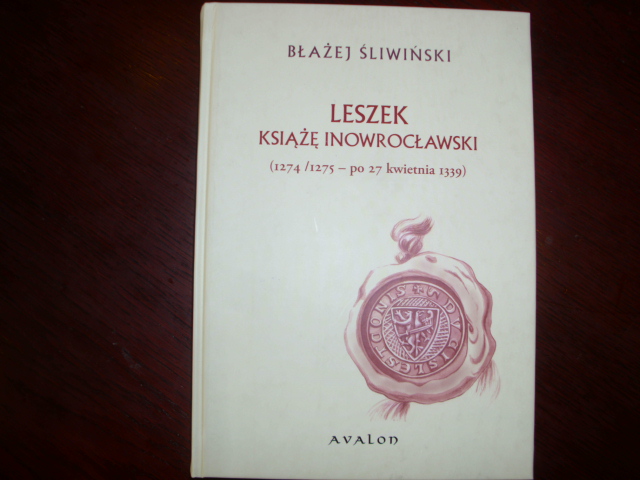 BŁAŻEJ ŚLIWIŃSKI
LESZEK
KSIĄŻĘ INOWROCŁAWSKI
(1274 /1275 – po 27 kwietnia 1339)
AVALON